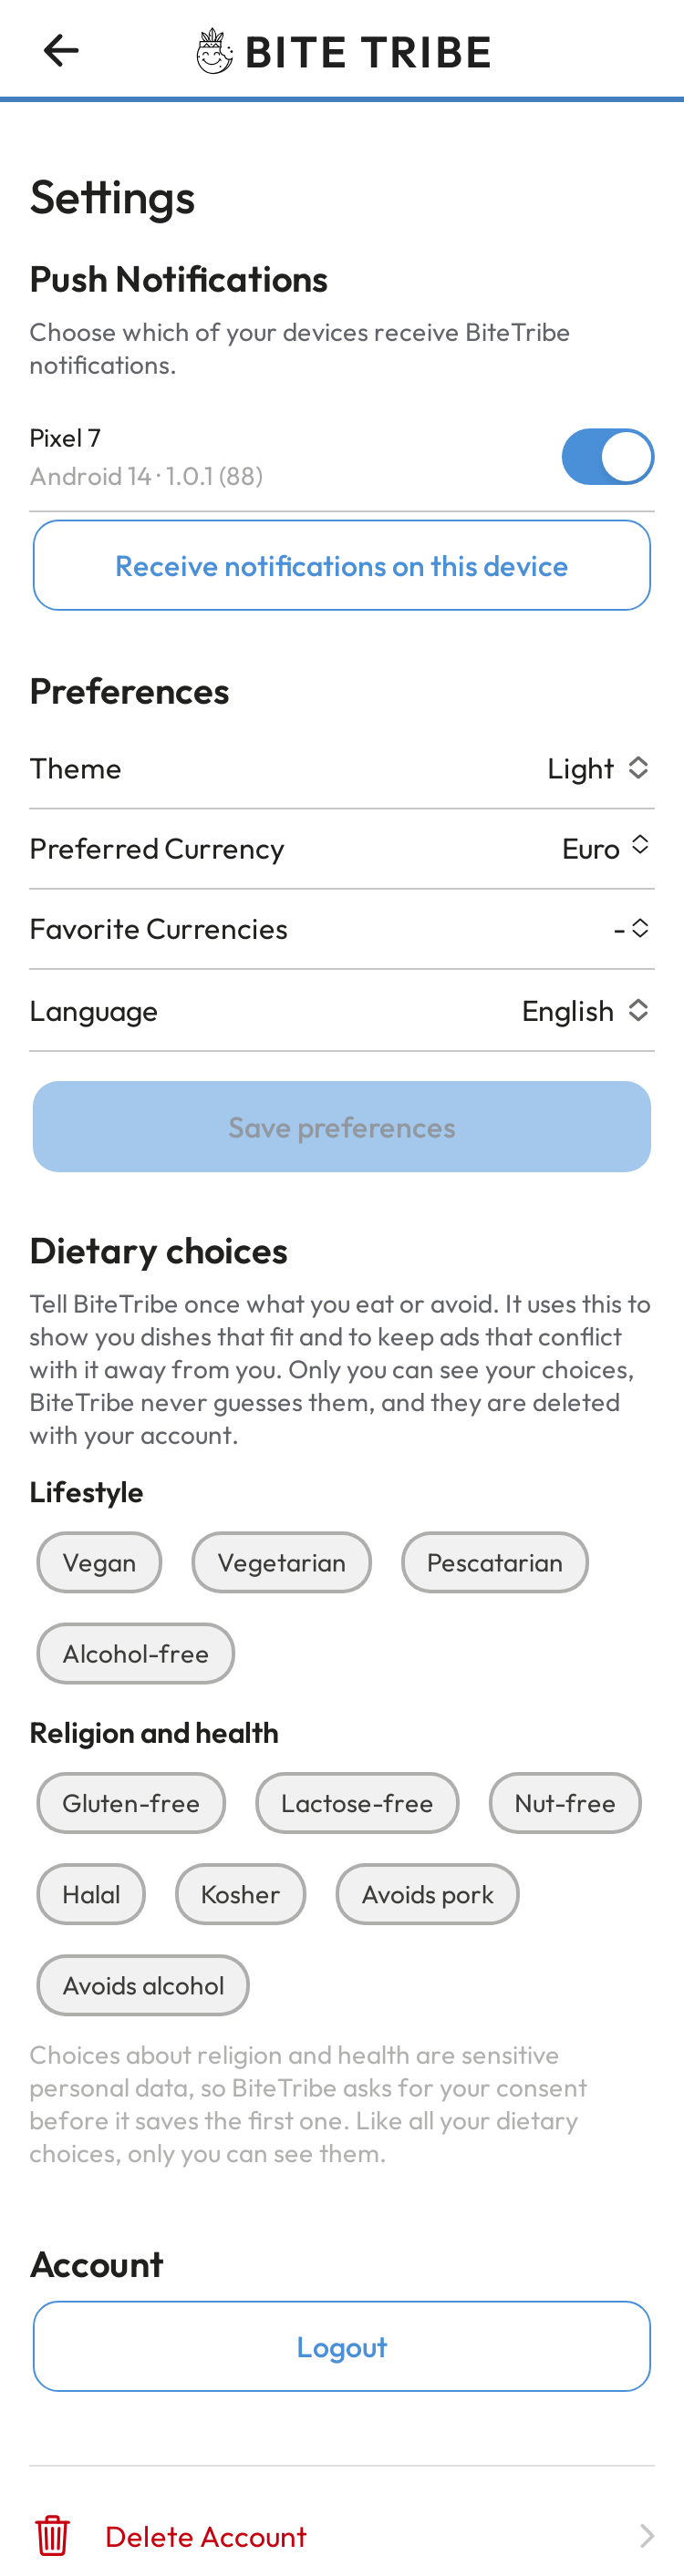 BITE TRIBE
Settings
Push Notifications
Choose which of your devices receive BiteTribe
notifications.
Pixel 7
Android 14 · 1.0.1 (88)
Receive notifications on this device
Preferences
Theme Light
Preferred Currency Euro
Favorite Currencies -
Language English
Save preferences
Dietary choices
Tell BiteTribe once what you eat or avoid. It uses this to
show you dishes that fit and to keep ads that conflict
with it away from you. Only you can see your choices,
BiteTribe never guesses them, and they are deleted
with your account.
Lifestyle
Vegan Vegetarian Pescatarian
Alcohol-free
Religion and health
Gluten-free Lactose-free Nut-free
Halal Kosher Avoids pork
Avoids alcohol
Choices about religion and health are sensitive
personal data, so BiteTribe asks for your consent
before it saves the first one. Like all your dietary
choices, only you can see them.
Account
Logout
Delete Account